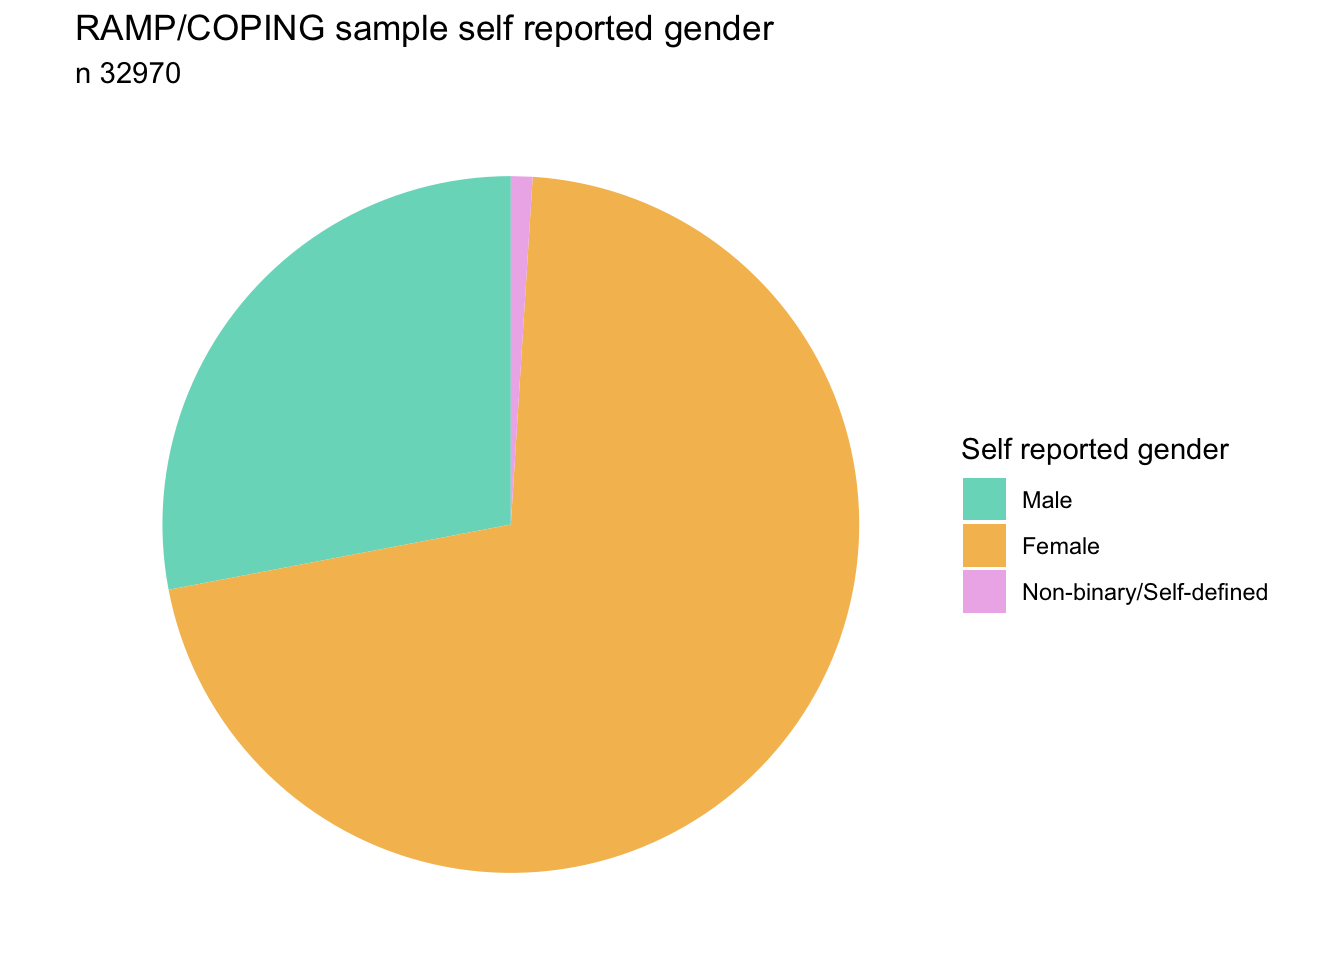 RAMP/COPING sample self reported gender
n 32970
Self reported gender
Male
Female
Non-binary/Self-defined